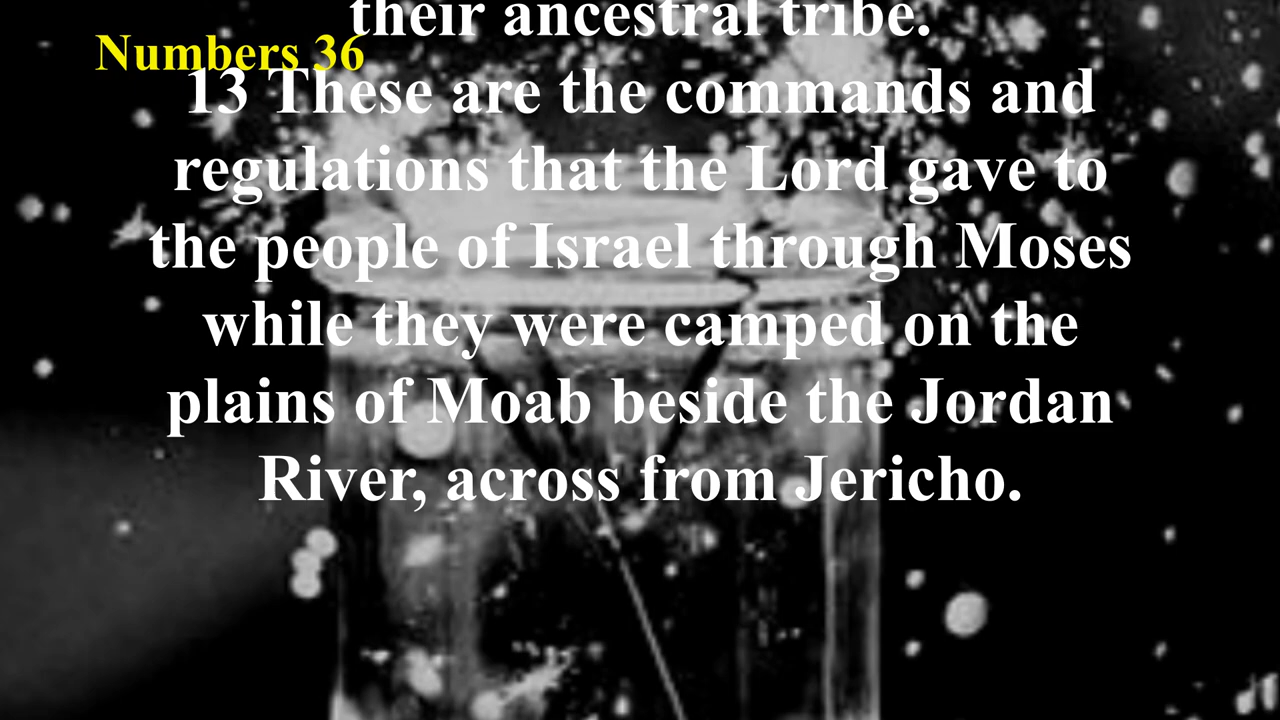 their ancestral tribe.
Numbers 36
13 These are the commands and
regulations that the Lord gave to
the people of Israel through Moses
while they were camped on the
plains of Moab beside the Jordan
River, across from Jericho.